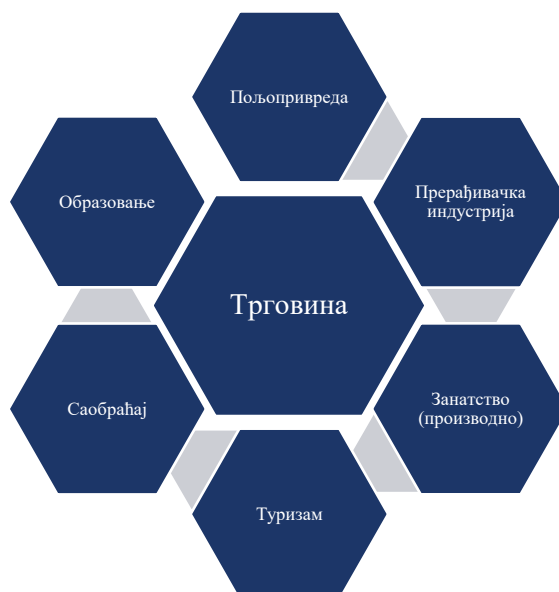 Пољопривреда
Прерађивачка
индустрија
Образовање
Трговина
Занатство
(производно)
Саобраћај
Туризам